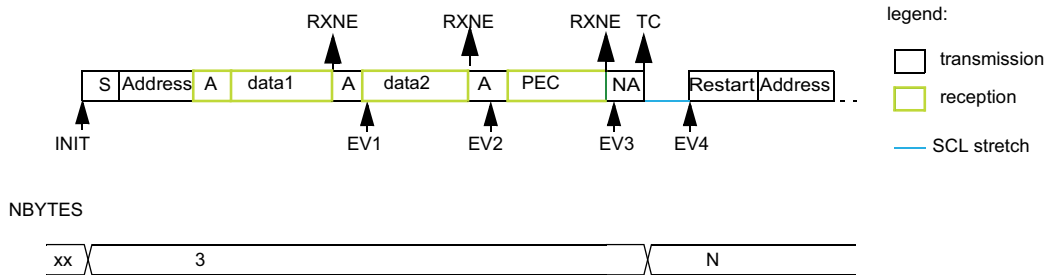 RXNE RXNE RXNE TC
legend:
S Address A data1 A data2 A PEC NA Restart Address
transmission
reception
INIT EV1 EV2 EV3 EV4
SCL stretch
NBYTES
xx 3 N